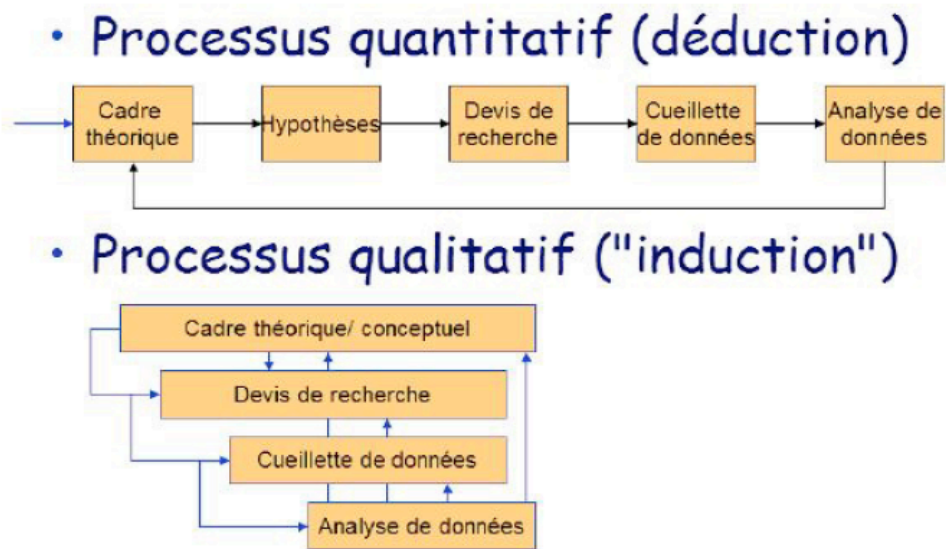 • Processus quantitatif (déduction)
Cadre
théorique
Hypothèses
Devis de
recherche
Cueillette
de données
Analyse de
données
• Processus qualitatif ("induction")
Cadre théorique/ conceptuel
Devis de recherche
Cueillette de données
Analyse de données